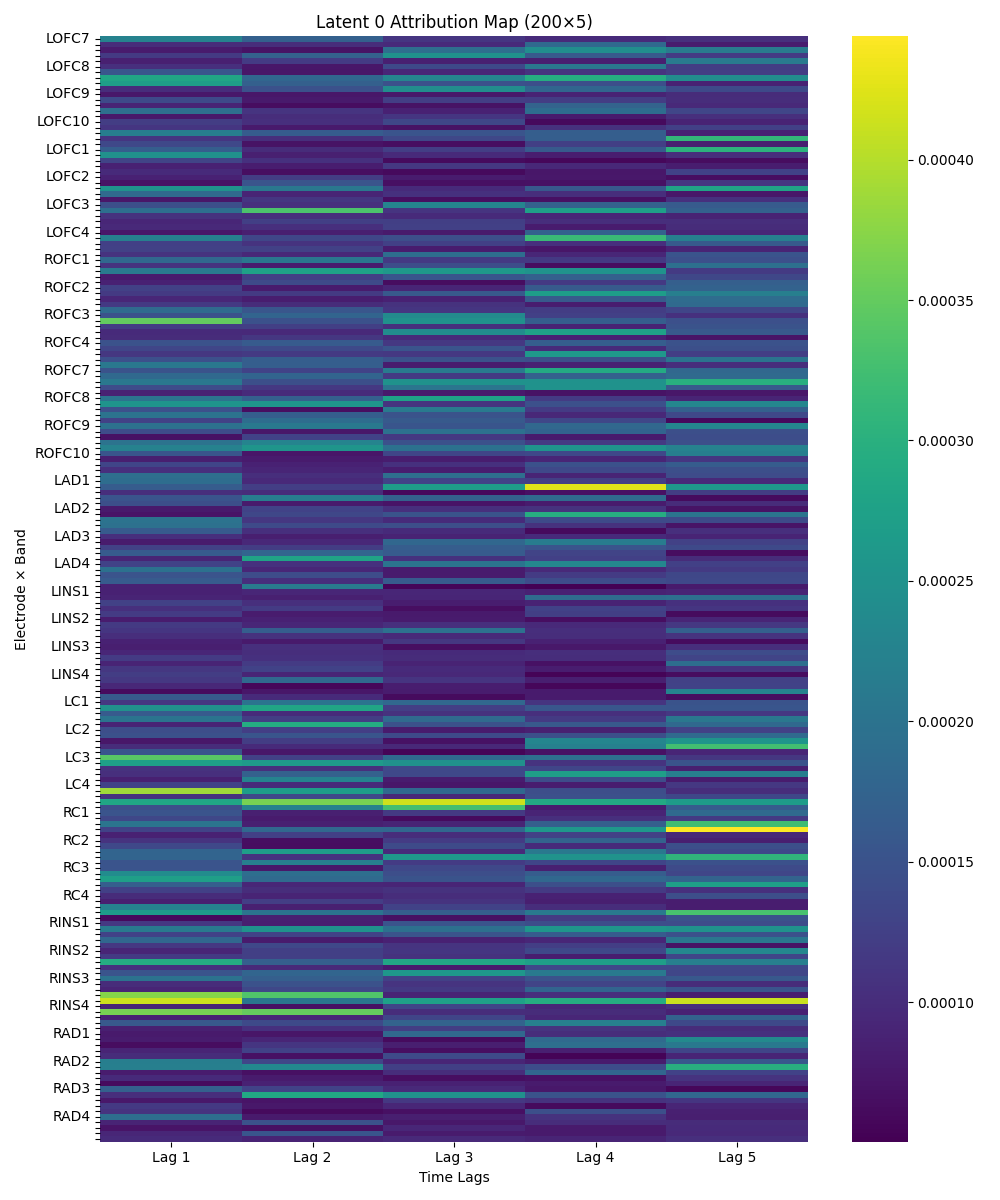 Latent 0 Attribution Map (200×5)
LOFC7
LOFC8
LOFC9
LOFC10
LOFC1
LOFC2
LOFC3
LOFC4
ROFC1
ROFC2
ROFC3
ROFC4
ROFC7
ROFC8
ROFC9
ROFC10
LAD1
LAD2
LAD3
LAD4
LINS1
LINS2
LINS3
LINS4
LC1
LC2
LC3
LC4
RC1
RC2
RC3
RC4
RINS1
RINS2
RINS3
RINS4
RAD1
RAD2
RAD3
RAD4
Electrode × Band
Lag 1 Lag 2 Lag 3 Lag 4 Lag 5
Time Lags
0.00040
0.00035
0.00030
0.00025
0.00020
0.00015
0.00010